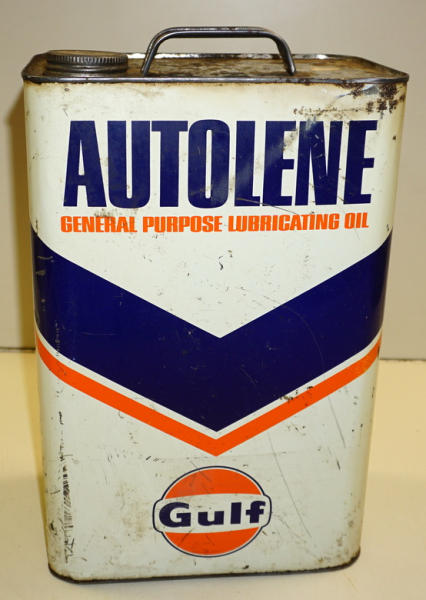 AUTOLENE
GENERAL PURPOSE LUBRICATING OIL
Gulf